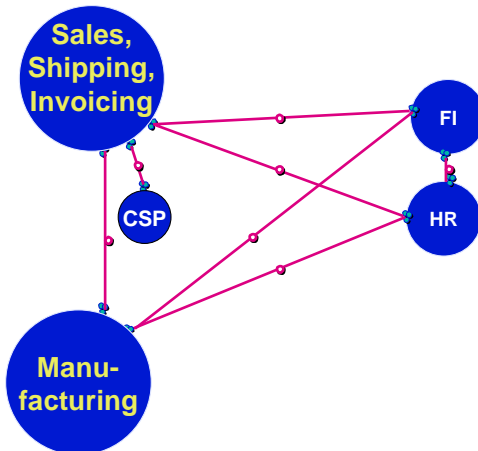 Sales,
Shipping,
Invoicing
FI
CSP
HR
Manu-
facturing